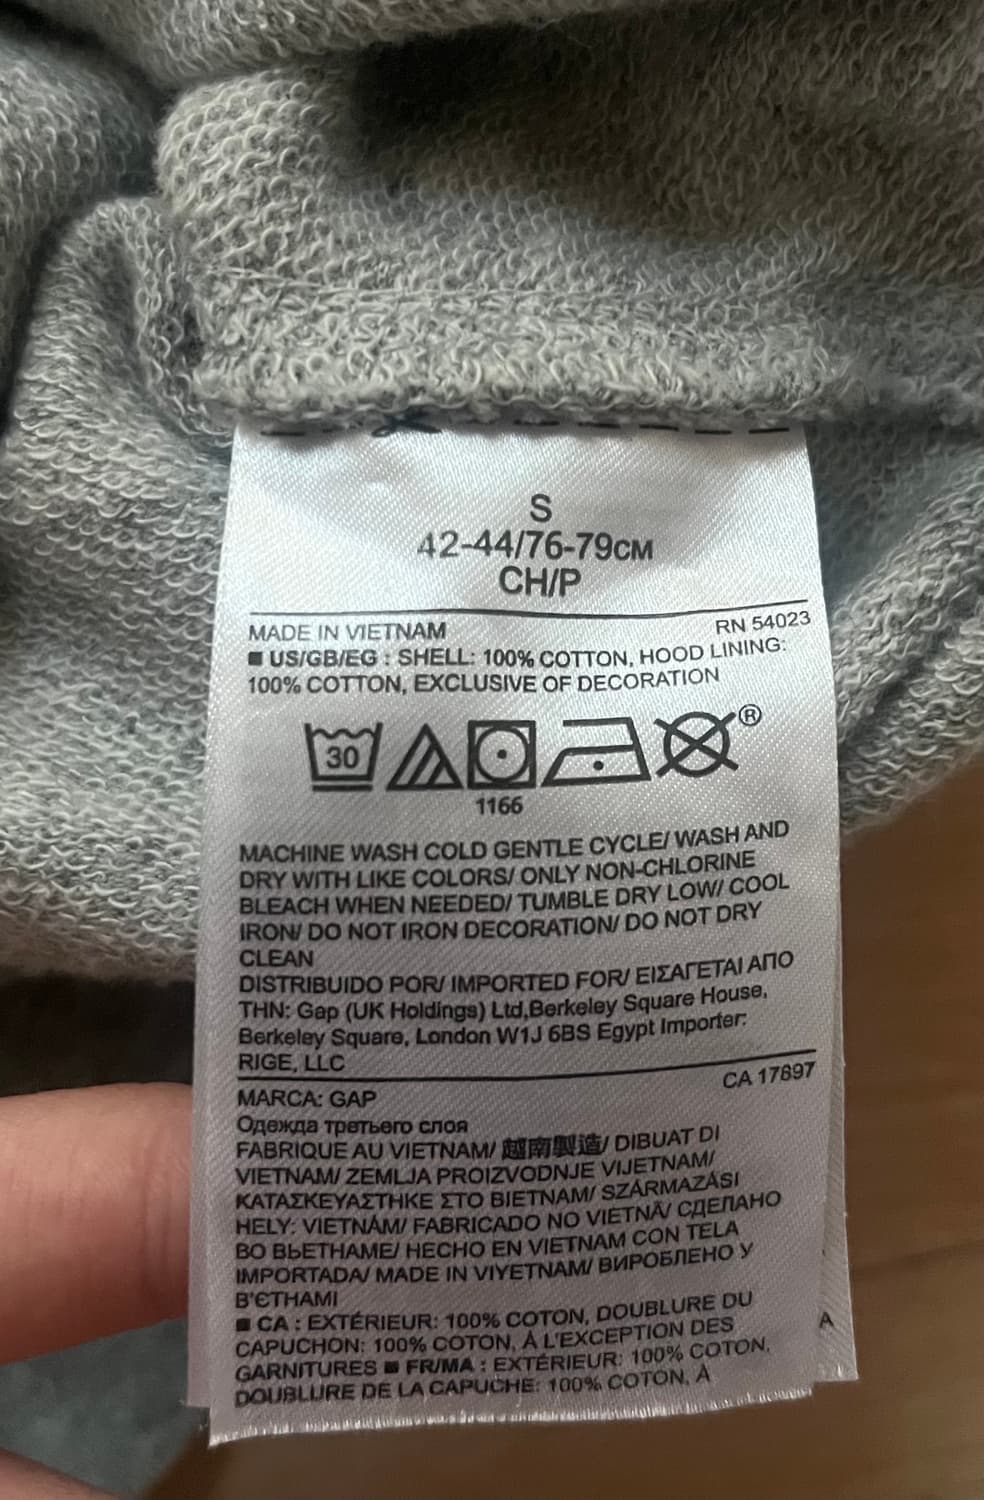 S
42-44/76-79CM
CH/P
MADE IN VIETNAM RN 54023
■ US/GB/EG : SHELL: 100% COTTON, HOOD LINING:
100% COTTON, EXCLUSIVE OF DECORATION
30 ®
1166
MACHINE WASH COLD GENTLE CYCLE/ WASH AND
DRY WITH LIKE COLORS/ ONLY NON-CHLORINE
BLEACH WHEN NEEDED/ TUMBLE DRY LOW/ COOL
IRON/ DO NOT IRON DECORATION/ DO NOT DRY
CLEAN
DISTRIBUIDO POR/ IMPORTED FOR/ ΕΙΣΑΓΕΤΑΙ ΑΠΟ
ΤΗΝ: Gap (UK Holdings) Ltd,Berkeley Square House,
Berkeley Square, London W1J 6BS Egypt Importer:
RIGE, LLC
MARCA: GAP CA 17897
Одежда третьего слоя
FABRIQUE AU VIETNAM/ 越南製造/ DIBUAT DI
VIETNAM/ ZEMLJA PROIZVODNJE VIJETNAM/
ΚΑΤΑΣΚΕΥΑΣΤΗΚΕ ΣΤΟ ΒΙΕΤΝΑΜ/ SZÁRMAZÁSI
HELY: VIETNÁM/ FABRICADO NO VIETNÃ/ СДЕЛАНО
ВО ВЬЕТНАМЕ/ HECHO EN VIETNAM CON TELA
IMPORTADA/ MADE IN VIYETNAM/ ВИРОБЛЕНО У
В'ЄТНАМІ
■ CA : EXTÉRIEUR: 100% COTON, DOUBLURE DU
CAPUCHON: 100% COTON, À L'EXCEPTION DES
GARNITURES ■ FR/MA : EXTÉRIEUR: 100% COTON,
DOUBLURE DE LA CAPUCHE: 100% COTON, À
A